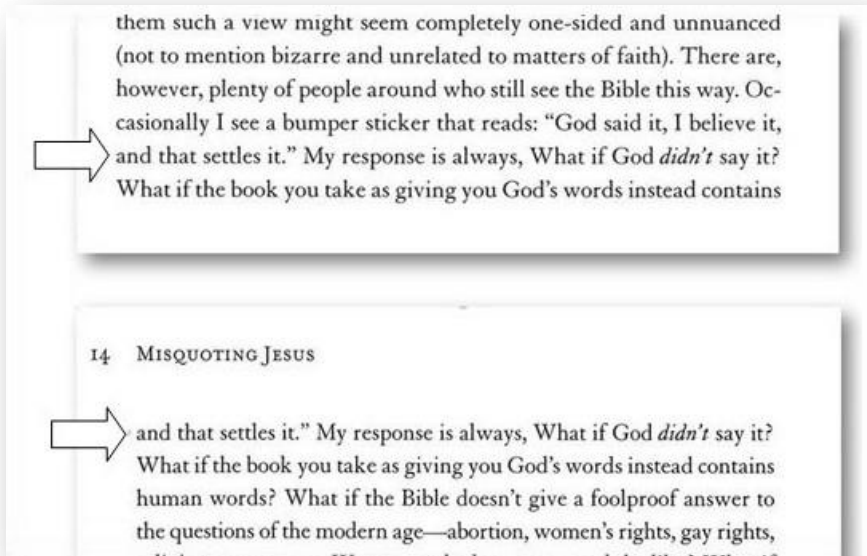 them such a view might seem completely one-sided and unnuanced
(not to mention bizarre and unrelated to matters of faith). There are,
however, plenty of people around who still see the Bible this way. Oc-
casionally I see a bumper sticker that reads: “God said it, I believe it,
and that settles it.” My response is always, What if God didn’t say it?
What if the book you take as giving you God’s words instead contains
14 MISQUOTING JESUS
and that settles it.” My response is always, What if God didn’t say it?
What if the book you take as giving you God’s words instead contains
human words? What if the Bible doesn’t give a foolproof answer to
the questions of the modern age—abortion, women’s rights, gay rights,